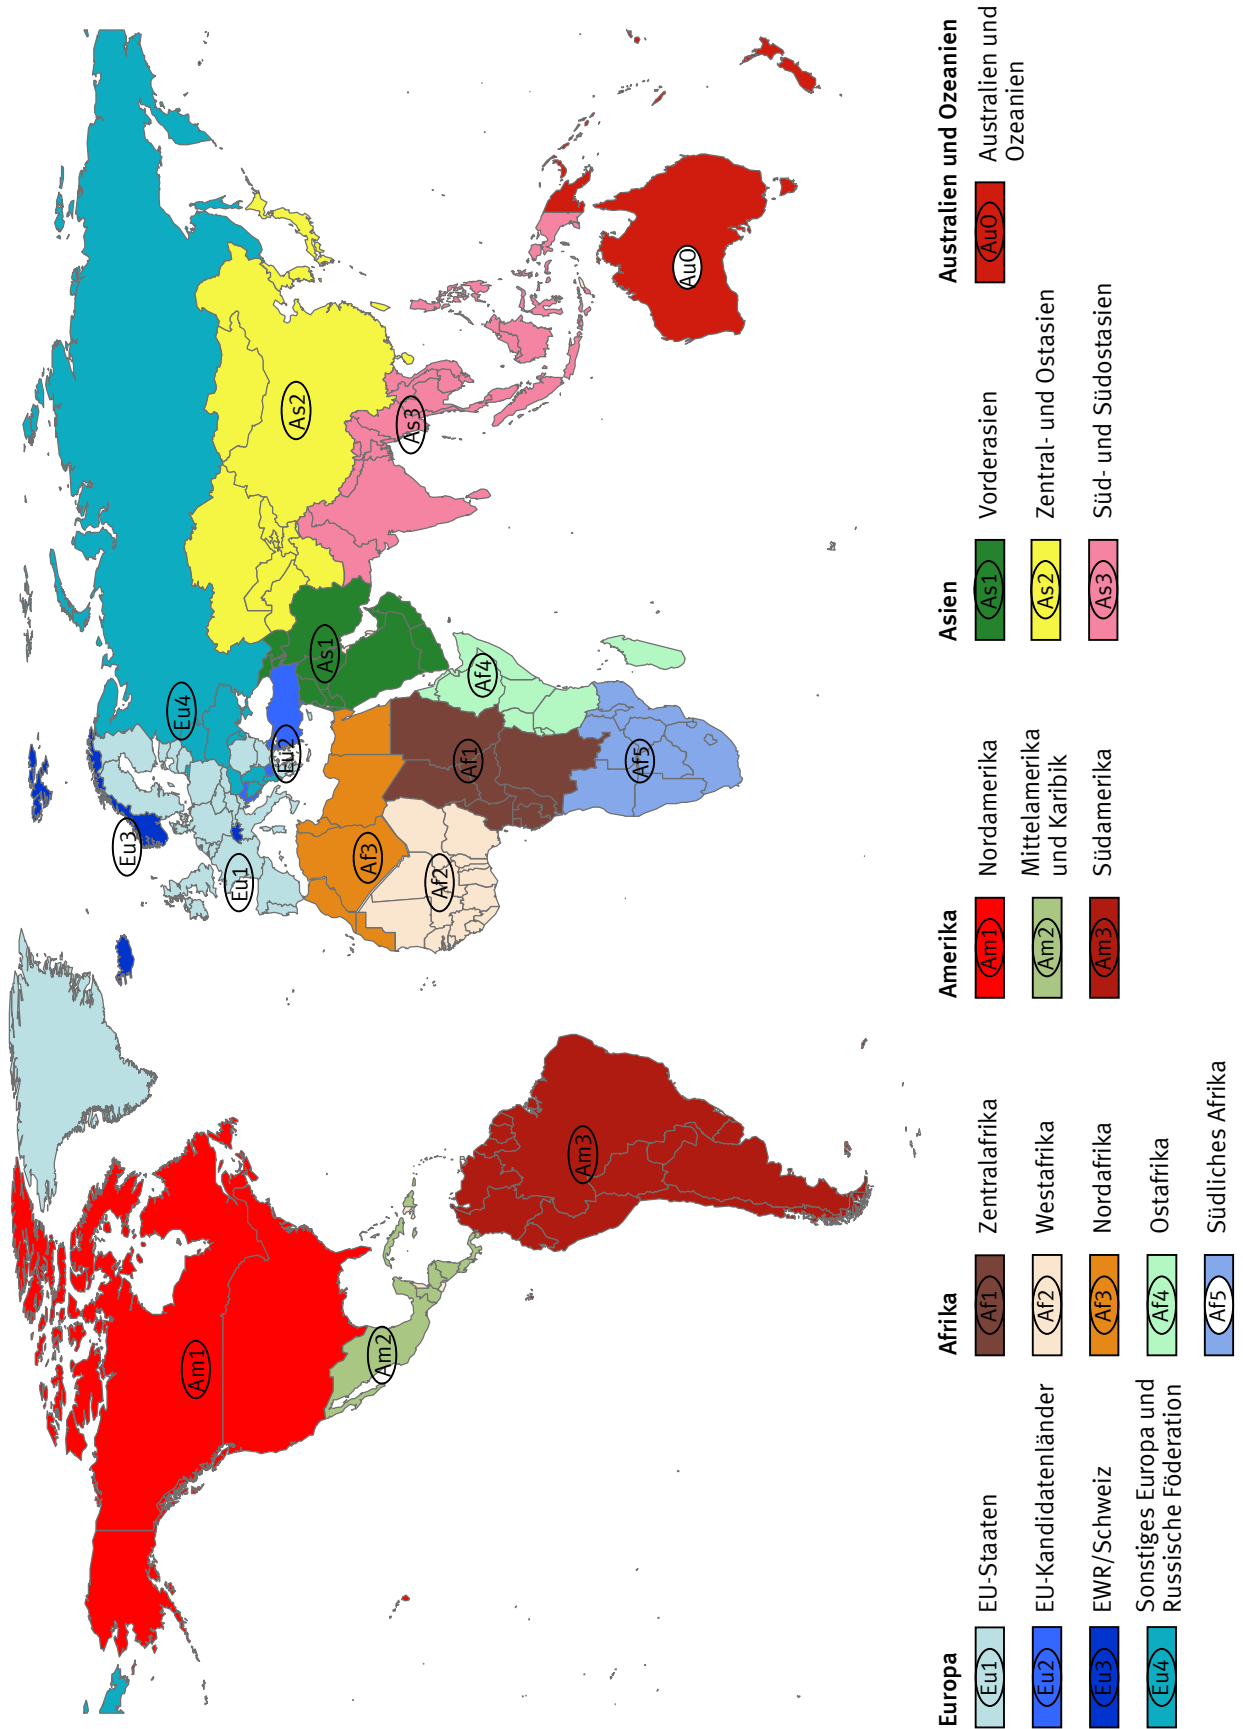 Eu3
Eu4
Eu1
Eu2
Am1
Am2
Am3
Af3
Af2
Af1
Af4
Af5
As1
As2
As3
AuO
Europa
Eu1 EU-Staaten
Eu2 EU-Kandidatenländer
Eu3 EWR/Schweiz
Eu4 Sonstiges Europa und
Russische Föderation
Afrika
Af1 Zentralafrika
Af2 Westafrika
Af3 Nordafrika
Af4 Ostafrika
Af5 Südliches Afrika
Amerika
Am1 Nordamerika
Am2 Mittelamerika
und Karibik
Am3 Südamerika
Asien
As1 Vorderasien
As2 Zentral- und Ostasien
As3 Süd- und Südostasien
Australien und Ozeanien
AuO Australien und
Ozeanien